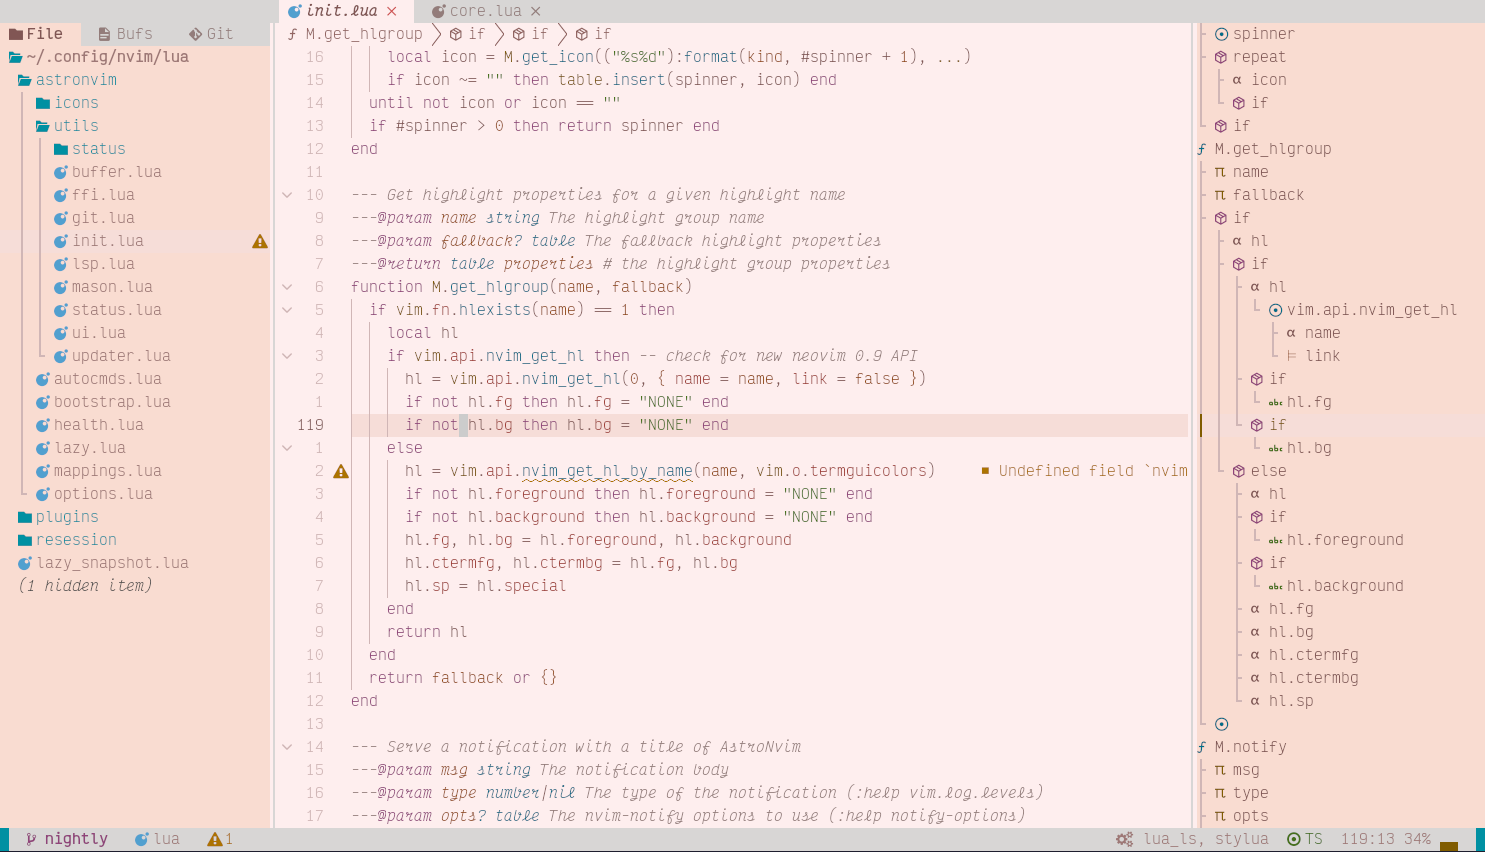 init.lua ✕ core.lua ✕
File Bufs Git
~/.config/nvim/lua
astronvim
icons
utils
status
buffer.lua
ffi.lua
git.lua
init.lua
lsp.lua
mason.lua
status.lua
ui.lua
updater.lua
autocmds.lua
bootstrap.lua
health.lua
lazy.lua
mappings.lua
options.lua
plugins
resession
lazy_snapshot.lua
(1 hidden item)
ƒ M.get_hlgroup > if > if > if
16 local icon = M.get_icon(("%s%d"):format(kind, #spinner + 1), ...)
15 if icon ~= "" then table.insert(spinner, icon) end
14 until not icon or icon == ""
13 if #spinner > 0 then return spinner end
12 end
11
10 --- Get highlight properties for a given highlight name
9 ---@param name string The highlight group name
8 ---@param fallback? table The fallback highlight properties
7 ---@return table properties # the highlight group properties
6 function M.get_hlgroup(name, fallback)
5 if vim.fn.hlexists(name) == 1 then
4 local hl
3 if vim.api.nvim_get_hl then -- check for new neovim 0.9 API
2 hl = vim.api.nvim_get_hl(0, { name = name, link = false })
1 if not hl.fg then hl.fg = "NONE" end
119 if not hl.bg then hl.bg = "NONE" end
1 else
2 hl = vim.api.nvim_get_hl_by_name(name, vim.o.termguicolors) ■ Undefined field `nvim
3 if not hl.foreground then hl.foreground = "NONE" end
4 if not hl.background then hl.background = "NONE" end
5 hl.fg, hl.bg = hl.foreground, hl.background
6 hl.ctermfg, hl.ctermbg = hl.fg, hl.bg
7 hl.sp = hl.special
8 end
9 return hl
10 end
11 return fallback or {}
12 end
13
14 --- Serve a notification with a title of AstroNvim
15 ---@param msg string The notification body
16 ---@param type number|nil The type of the notification (:help vim.log.levels)
17 ---@param opts? table The nvim-notify options to use (:help notify-options)
spinner
repeat
α icon
if
if
ƒ M.get_hlgroup
π name
π fallback
if
α hl
if
α hl
vim.api.nvim_get_hl
α name
link
if
abc hl.fg
if
abc hl.bg
else
α hl
if
abc hl.foreground
if
abc hl.background
α hl.fg
α hl.bg
α hl.ctermfg
α hl.ctermbg
α hl.sp
ƒ M.notify
π msg
π type
π opts
nightly lua 1 lua_ls, stylua TS 119:13 34%